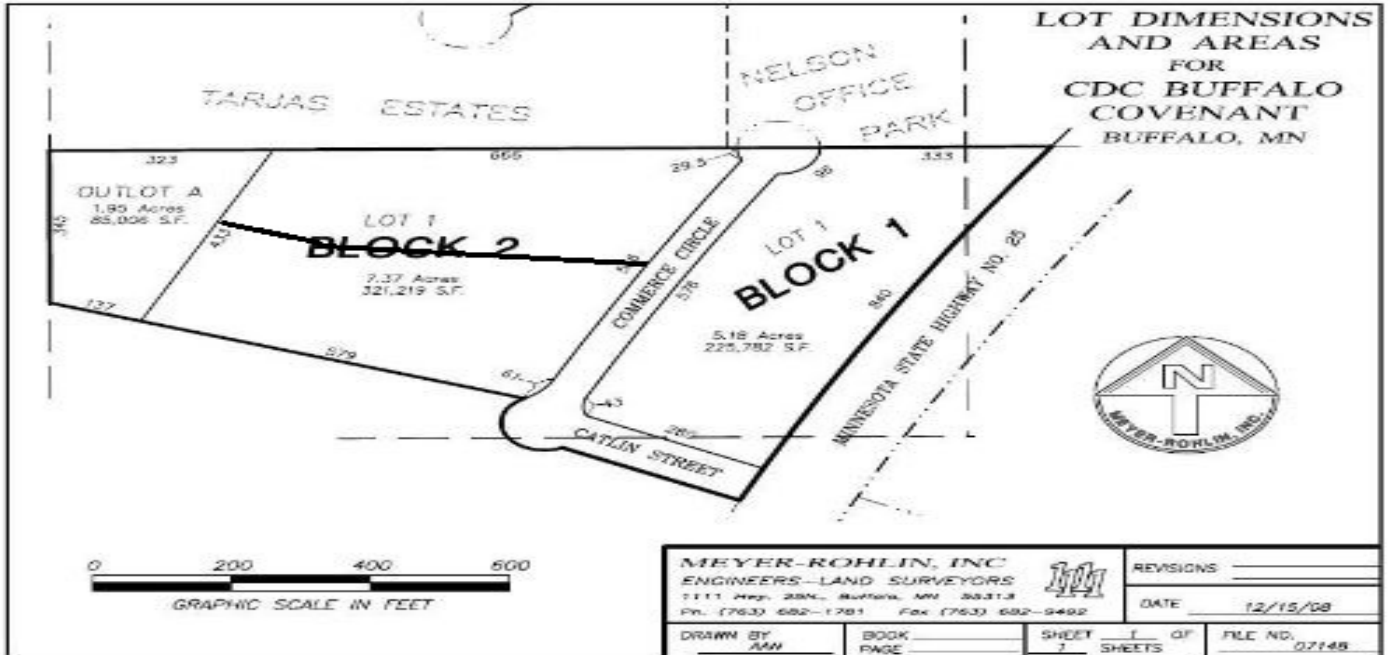 LOT DIMENSIONS
AND AREAS
FOR
CDC BUFFALO
COVENANT
BUFFALO, MN
TARJAS ESTATES
NELSON
OFFICE
PARK
323
29.5
333
98
OUTLOT A
1.95 Acres
85,006 S.F.
345
433
137
LOT 1
BLOCK 2
7.37 Acres
321,219 S.F.
579
61
COMMERCE CIRCLE
576
LOT 1
BLOCK 1
5.18 Acres
225,782 S.F.
840
MINNESOTA STATE HIGHWAY NO. 25
43
CATLIN STREET
N
MEYER-ROHLIN, INC.
0 200 400 600
GRAPHIC SCALE IN FEET
MEYER-ROHLIN, INC
ENGINEERS-LAND SURVEYORS
1111 Hwy. 25N., Buffalo, MN 55313
Ph. (763) 682-1781 Fax (763) 682-9492
REVISIONS
DATE 12/15/08
DRAWN BY
BOOK
PAGE
SHEET 1 OF
1 SHEETS
FILE NO.
07148